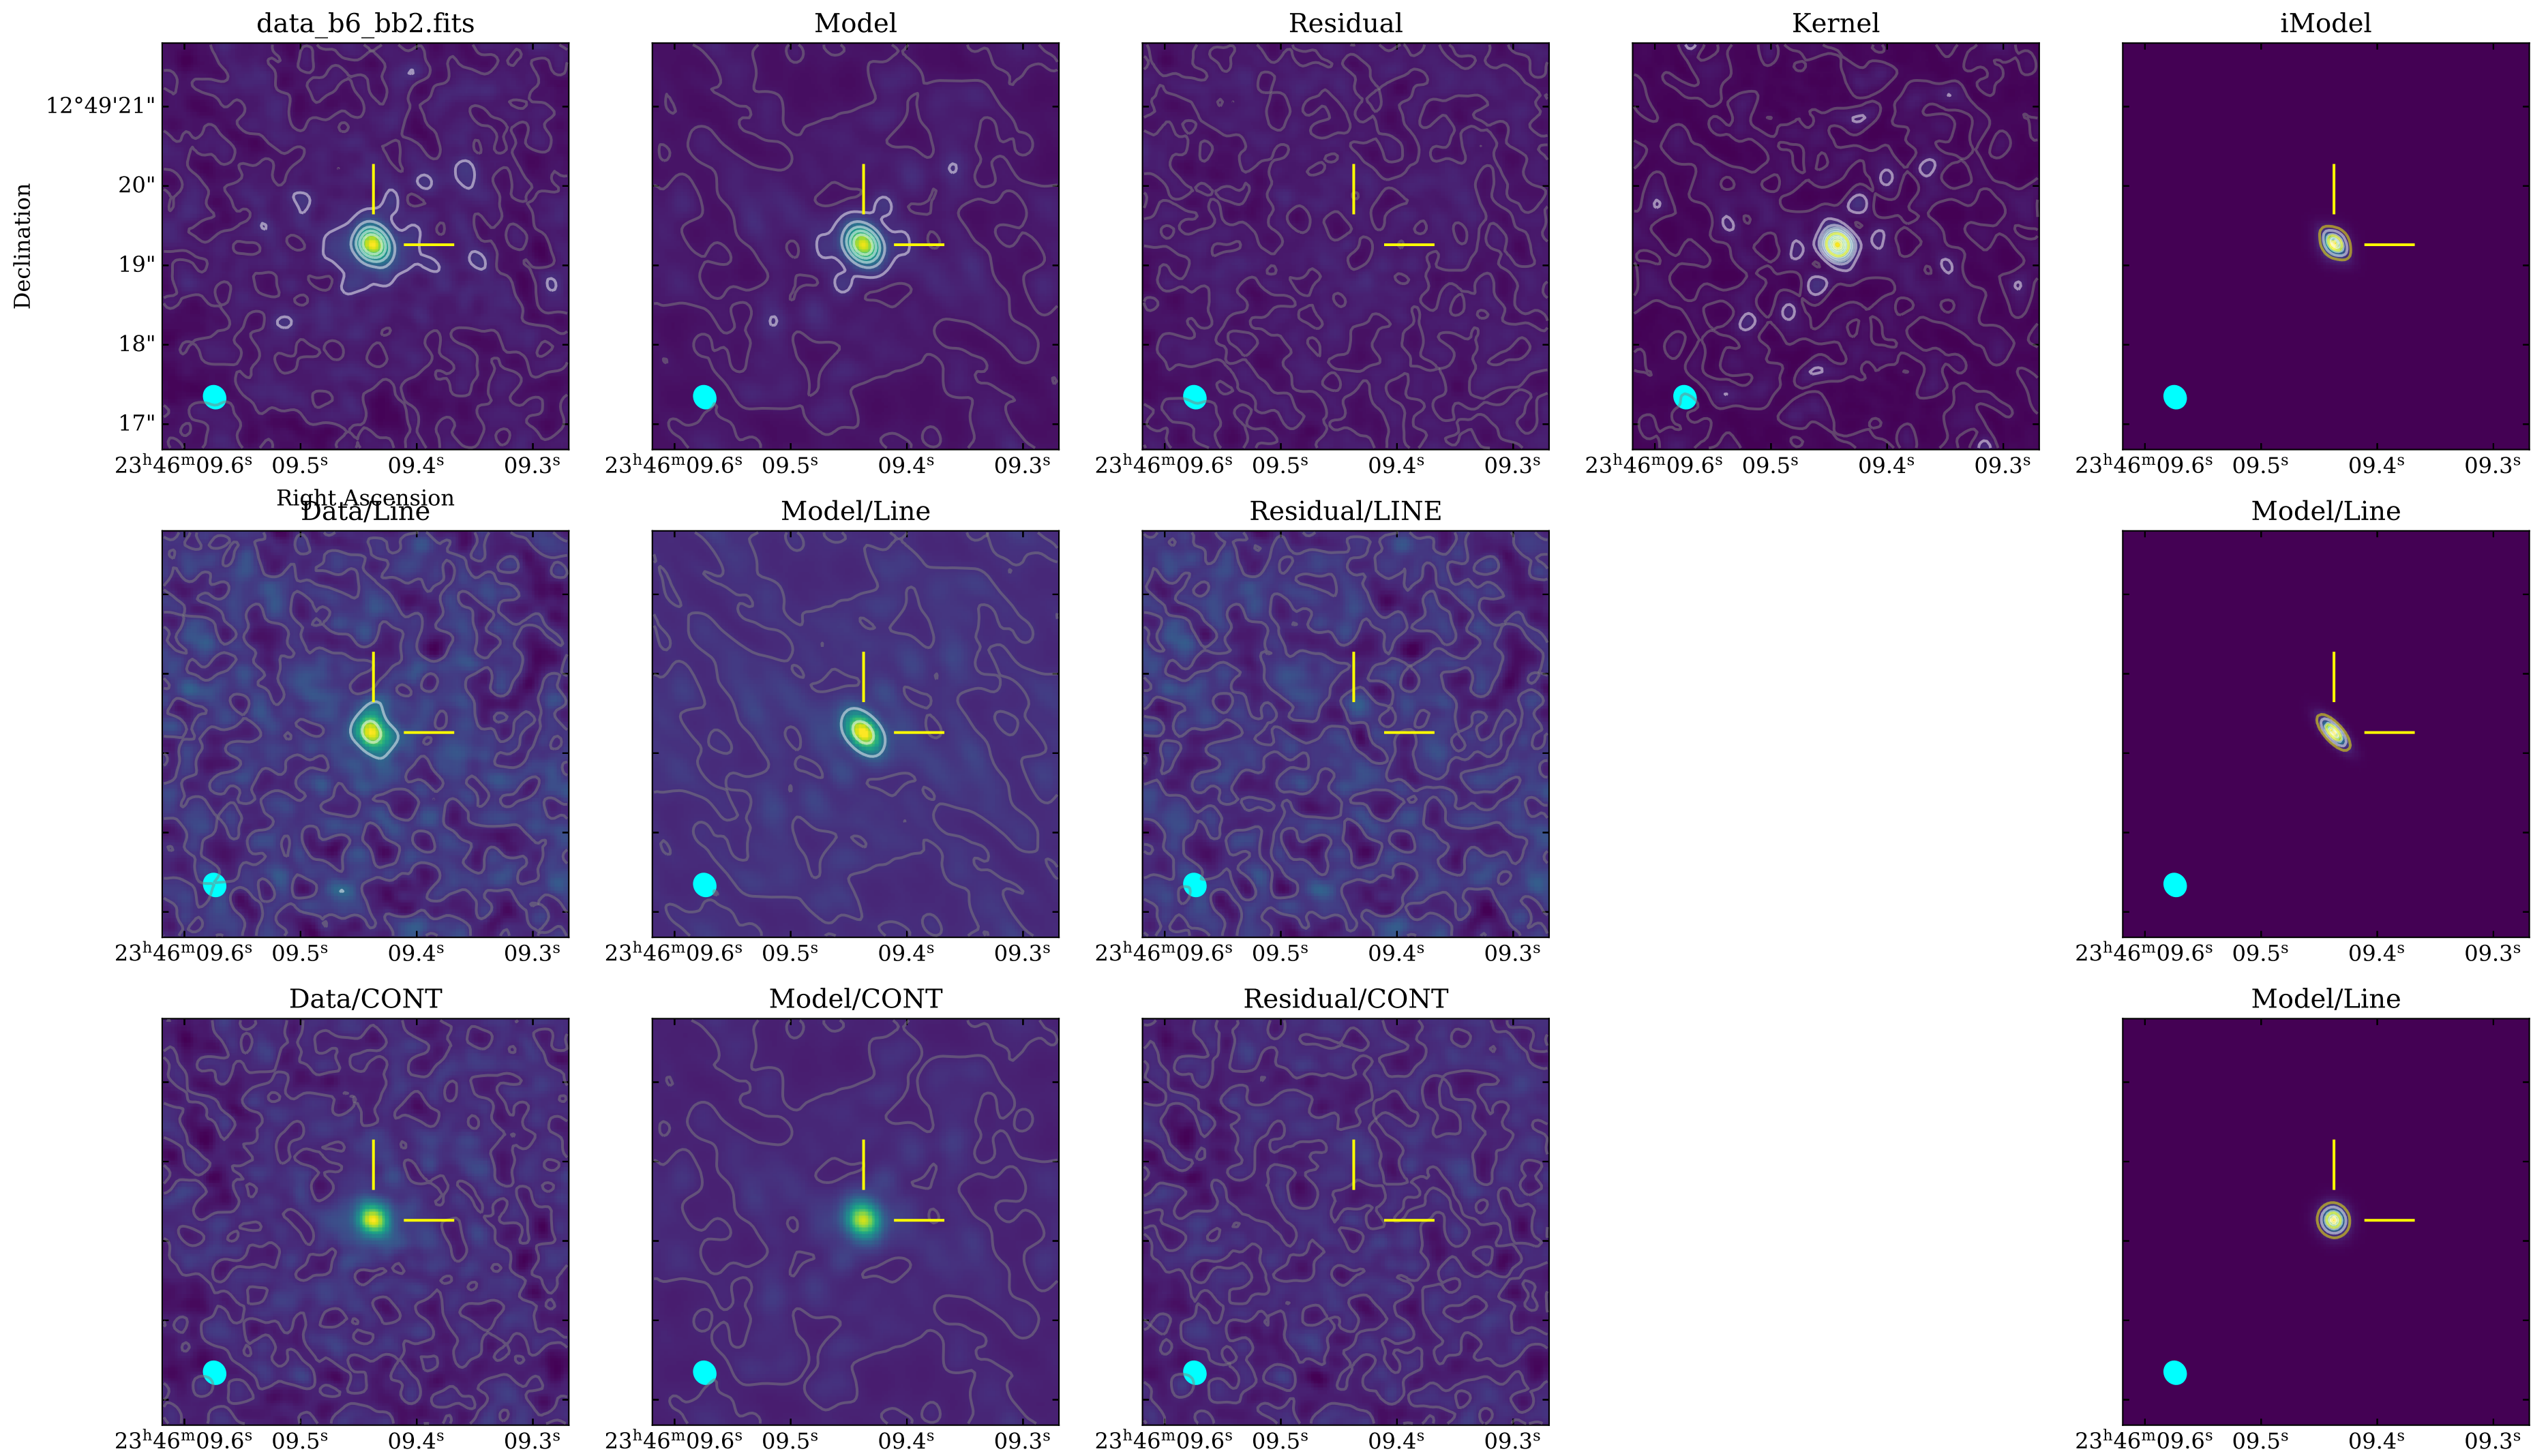 data_b6_bb2.fits
Model
Residual
Kernel
iModel
Declination
12°49'21"
20"
19"
18"
17"
23ʰ46ᵐ09.6ˢ 09.5ˢ 09.4ˢ 09.3ˢ
23ʰ46ᵐ09.6ˢ 09.5ˢ 09.4ˢ 09.3ˢ
23ʰ46ᵐ09.6ˢ 09.5ˢ 09.4ˢ 09.3ˢ
23ʰ46ᵐ09.6ˢ 09.5ˢ 09.4ˢ 09.3ˢ
23ʰ46ᵐ09.6ˢ 09.5ˢ 09.4ˢ 09.3ˢ
Right Ascension
Data/Line
Model/Line
Residual/LINE
Model/Line
23ʰ46ᵐ09.6ˢ 09.5ˢ 09.4ˢ 09.3ˢ
23ʰ46ᵐ09.6ˢ 09.5ˢ 09.4ˢ 09.3ˢ
23ʰ46ᵐ09.6ˢ 09.5ˢ 09.4ˢ 09.3ˢ
23ʰ46ᵐ09.6ˢ 09.5ˢ 09.4ˢ 09.3ˢ
Data/CONT
Model/CONT
Residual/CONT
Model/Line
23ʰ46ᵐ09.6ˢ 09.5ˢ 09.4ˢ 09.3ˢ
23ʰ46ᵐ09.6ˢ 09.5ˢ 09.4ˢ 09.3ˢ
23ʰ46ᵐ09.6ˢ 09.5ˢ 09.4ˢ 09.3ˢ
23ʰ46ᵐ09.6ˢ 09.5ˢ 09.4ˢ 09.3ˢ